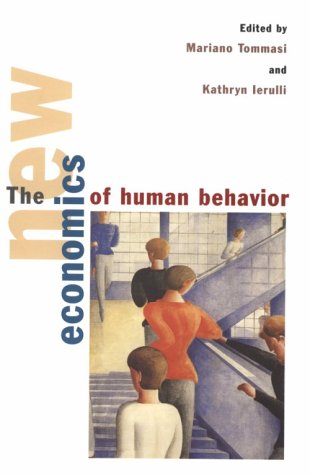 Edited by
Mariano Tommasi
and
Kathryn Ierulli
The new economics of human behavior